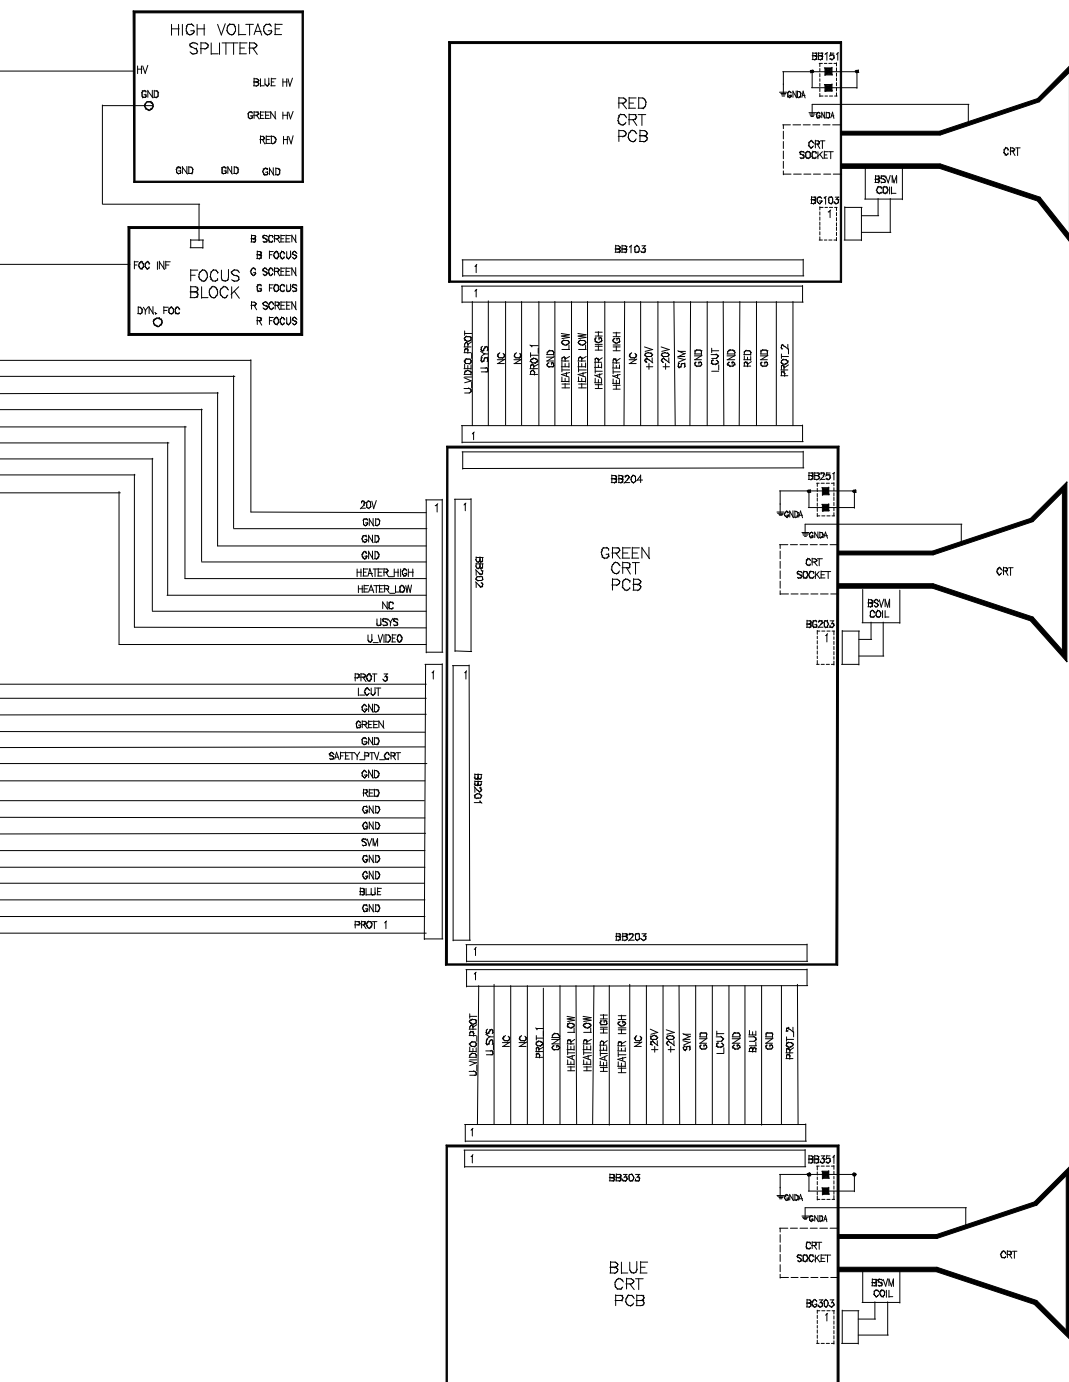 HIGH VOLTAGE
SPLITTER
HV
GND
BLUE HV
GREEN HV
RED HV
GND GND GND
B SCREEN
B FOCUS
G SCREEN
G FOCUS
R SCREEN
R FOCUS
FOC INF
FOCUS
BLOCK
DYN. FOC
RED
CRT
PCB
BB151
GNDA
GNDA
CRT
SOCKET
CRT
BSVM
COIL
BG103
1
BB103
1
1
U_VIDEO_PROT
SYS_U
NC
NC
PROT_1
GND
HEATER LOW
HEATER LOW
HEATER HIGH
HEATER HIGH
NC
+20V
+20V
SVM
GND
I_CUT
GND
RED
GND
PROT_2
1
BB204
20V
GND
GND
GND
HEATER_HIGH
HEATER_LOW
NC
USYS
U_VIDEO
1
1
BB202
GREEN
CRT
PCB
BB251
GNDA
GNDA
CRT
SOCKET
CRT
BSVM
COIL
BG203
1
PROT 3
I_CUT
GND
GREEN
GND
SAFETY_PTV_CRT
GND
RED
GND
GND
SVM
GND
GND
BLUE
GND
PROT 1
1
1
BB201
BB203
1
1
U_VIDEO_PROT
SYS_U
NC
NC
PROT_1
GND
HEATER LOW
HEATER LOW
HEATER HIGH
HEATER HIGH
NC
+20V
+20V
SVM
GND
I_CUT
GND
BLUE
GND
PROT_2
1
1
BB303
BLUE
CRT
PCB
BB351
GNDA
GNDA
CRT
SOCKET
CRT
BSVM
COIL
BG303
1